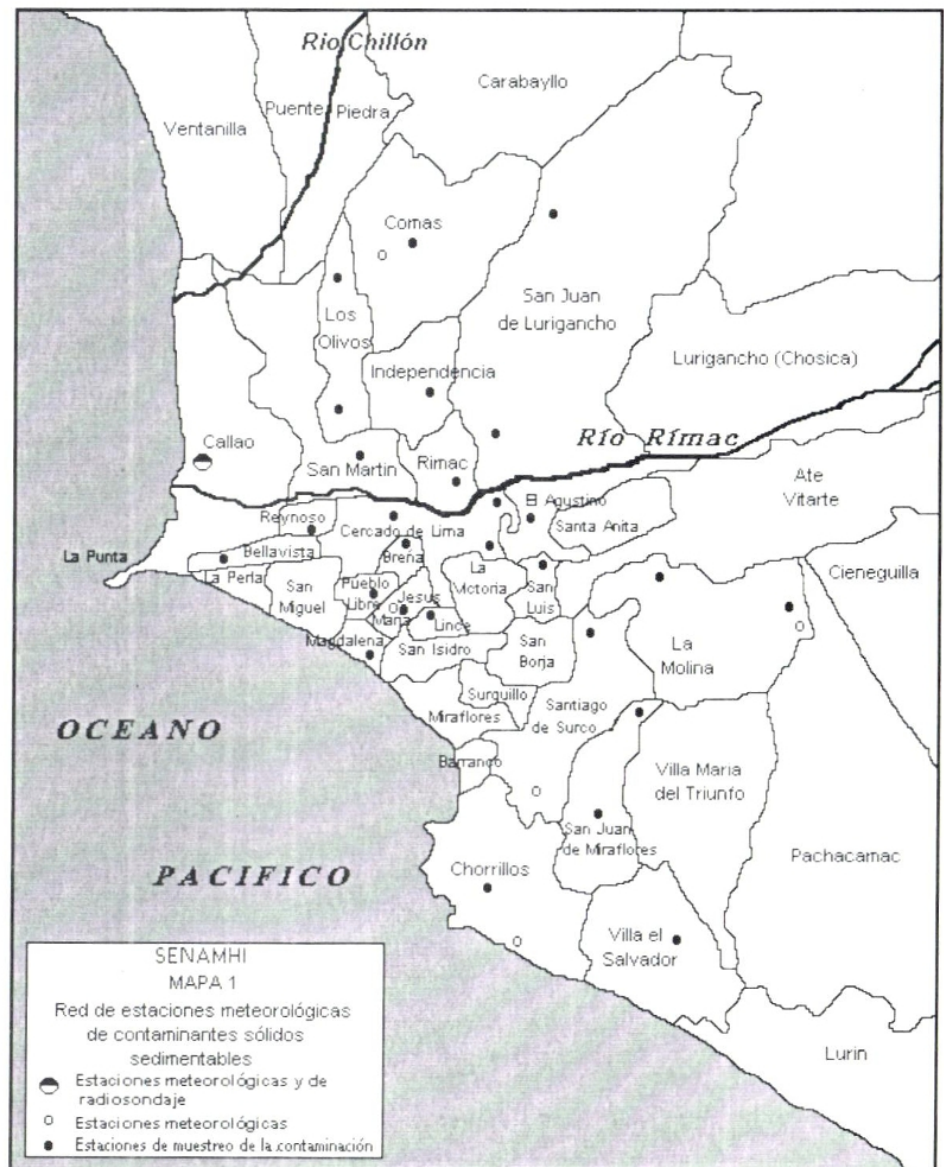 Rio Chillón
Carabayllo
Puente Piedra
Ventanilla
Comas
San Juan
de Lurigancho
Los
Olivos
Lurigancho (Chosica)
Independencia
Río Rímac
Callao
San Martin
Rimac
Ate
Vitarte
El Agustino
Santa Anita
Reynoso
Cercado de Lima
La Punta
Bellavista
Breña
La Perla
La
Victoria
Cieneguilla
San
Miguel
Pueblo
Libre
Jesus
Maria
San
Luis
Lince
Magdalena
San Isidro
San
Borja
La
Molina
Surquillo
Santiago
de Surco
Miraflores
OCEANO
Barranco
Villa Maria
del Triunfo
San Juan
de Miraflores
Pachacamac
PACIFICO
Chorrillos
Villa el
Salvador
SENAMHI
MAPA 1
Red de estaciones meteorológicas
de contaminantes sólidos
sedimentables
Estaciones meteorológicas y de
radiosondaje
Estaciones meteorológicas
Estaciones de muestreo de la contaminación
Lurin